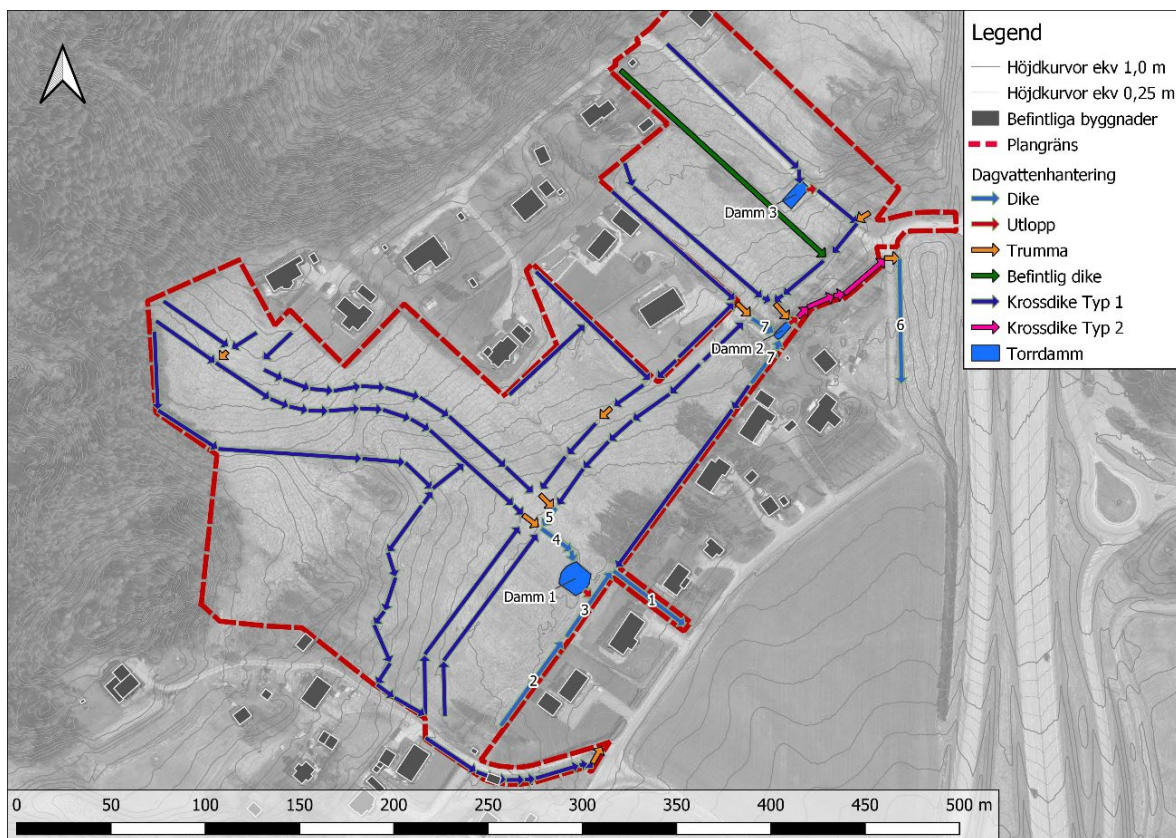 Legend
Höjdkurvor ekv 1,0 m
Höjdkurvor ekv 0,25 m
Befintliga byggnader
Plangräns
Dagvattenhantering
Dike
Utlopp
Trumma
Befintlig dike
Krossdike Typ 1
Krossdike Typ 2
Torrdamm
Damm 3
7
Damm 2
7
6
5
4
Damm 1
3
1
2
0 50 100 150 200 250 300 350 400 450 500 m